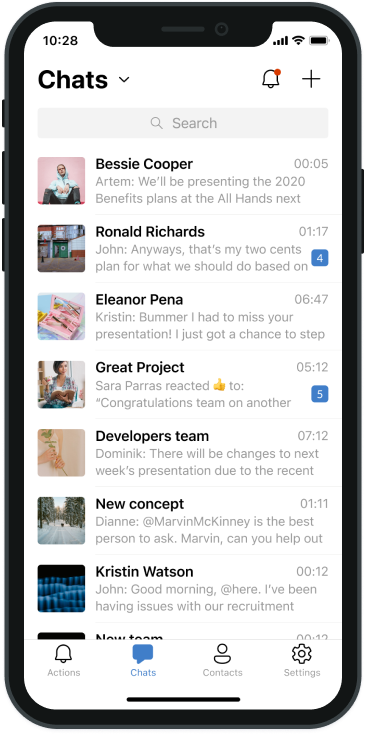 10:28
Chats
Search
Bessie Cooper 00:05
Artem: We’ll be presenting the 2020
Benefits plans at the All Hands next
Ronald Richards 01:17
John: Anyways, that’s my two cents
plan for what we should do based on 4
Eleanor Pena 06:47
Kristin: Bummer I had to miss your
presentation! I just got a chance to step
Great Project 05:12
Sara Parras reacted 👍 to:
“Congratulations team on another 5
Developers team 07:12
Dominik: There will be changes to next
week’s presentation due to the recent
New concept 01:11
Dianne: @MarvinMcKinney is the best
person to ask. Marvin, can you help out
Kristin Watson 00:12
John: Good morning, @here. I’ve been
having issues with our recruitment
New team 00:12
Actions Chats Contacts Settings